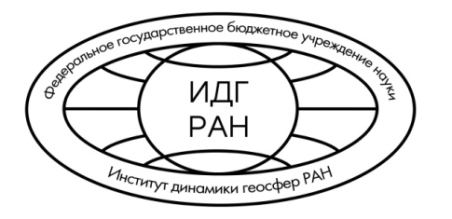 Федеральное государственное бюджетное учреждение науки
ИДГ
РАН
Институт динамики геосфер РАН